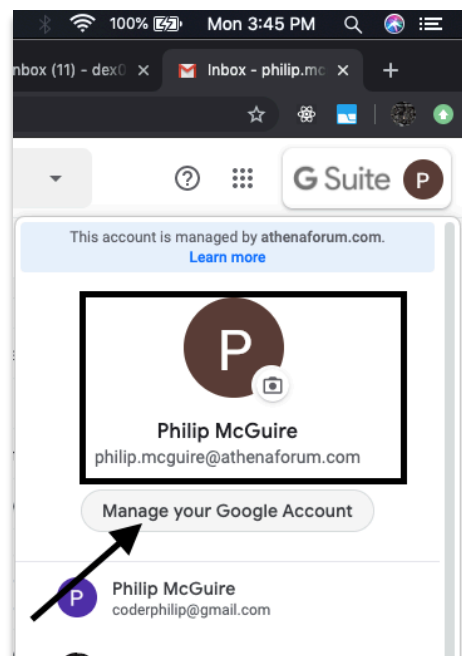 100% Mon 3:45 PM
nbox (11) - dex0 Inbox - philip.mc
G Suite P
This account is managed by athenaforum.com.
Learn more
P
Philip McGuire
philip.mcguire@athenaforum.com
Manage your Google Account
P Philip McGuire
coderphilip@gmail.com